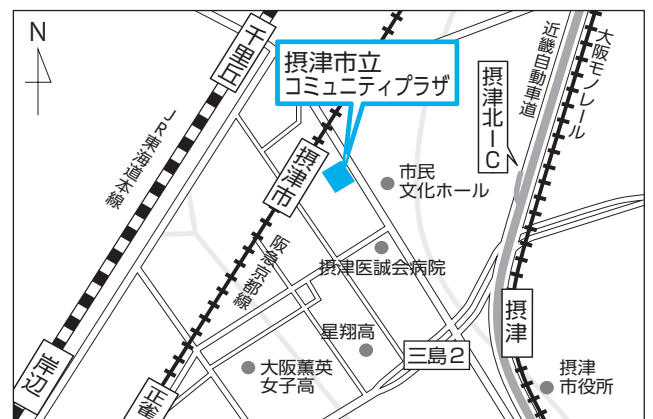 N
千里丘
摂津市立
コミュニティプラザ
近畿自動車道
大阪モノレール
摂津北IC
JR東海道本線
摂津市
市民
文化ホール
阪急京都線
摂津医誠会病院
星翔高
三島2
摂津
岸辺
大阪薫英
女子高
正雀
摂津
市役所